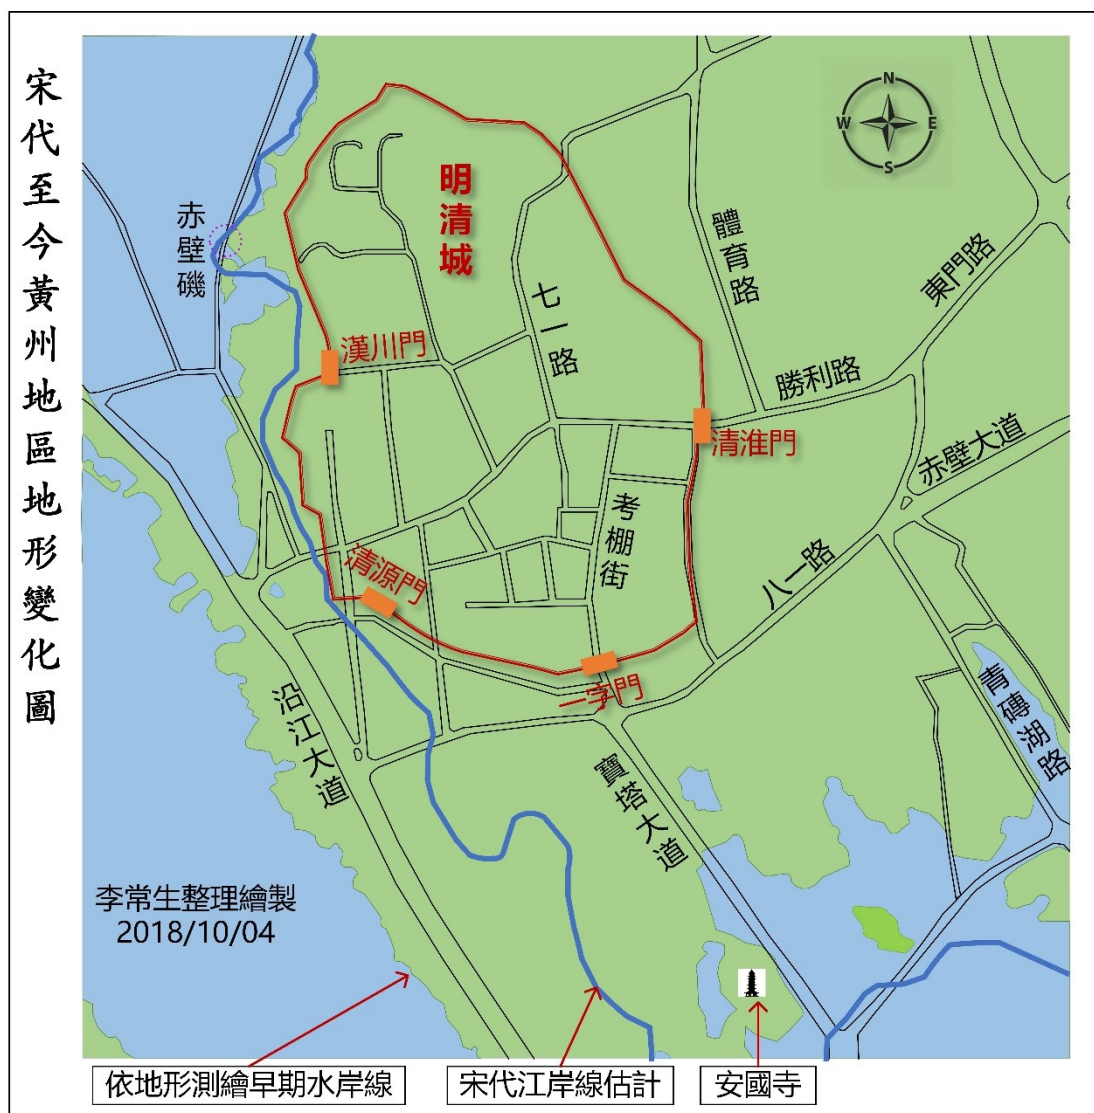 宋代至今黃州地區地形變化圖
N
W
E
S
明清城
赤壁磯
體育路
東門路
七一路
漢川門
勝利路
清淮門
赤壁大道
考棚街
清源門
八一路
一字門
青磚湖路
沿江大道
寶塔大道
李常生整理繪製
2018/10/04
依地形測繪早期水岸線
宋代江岸線估計
安國寺